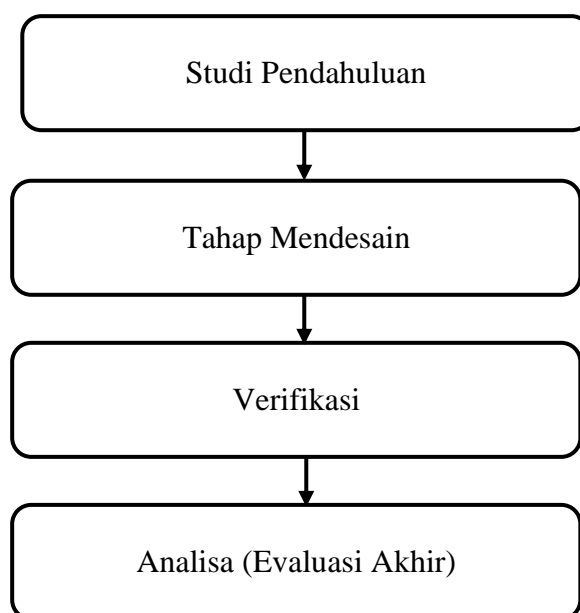 Studi Pendahuluan
Tahap Mendesain
Verifikasi
Analisa (Evaluasi Akhir)